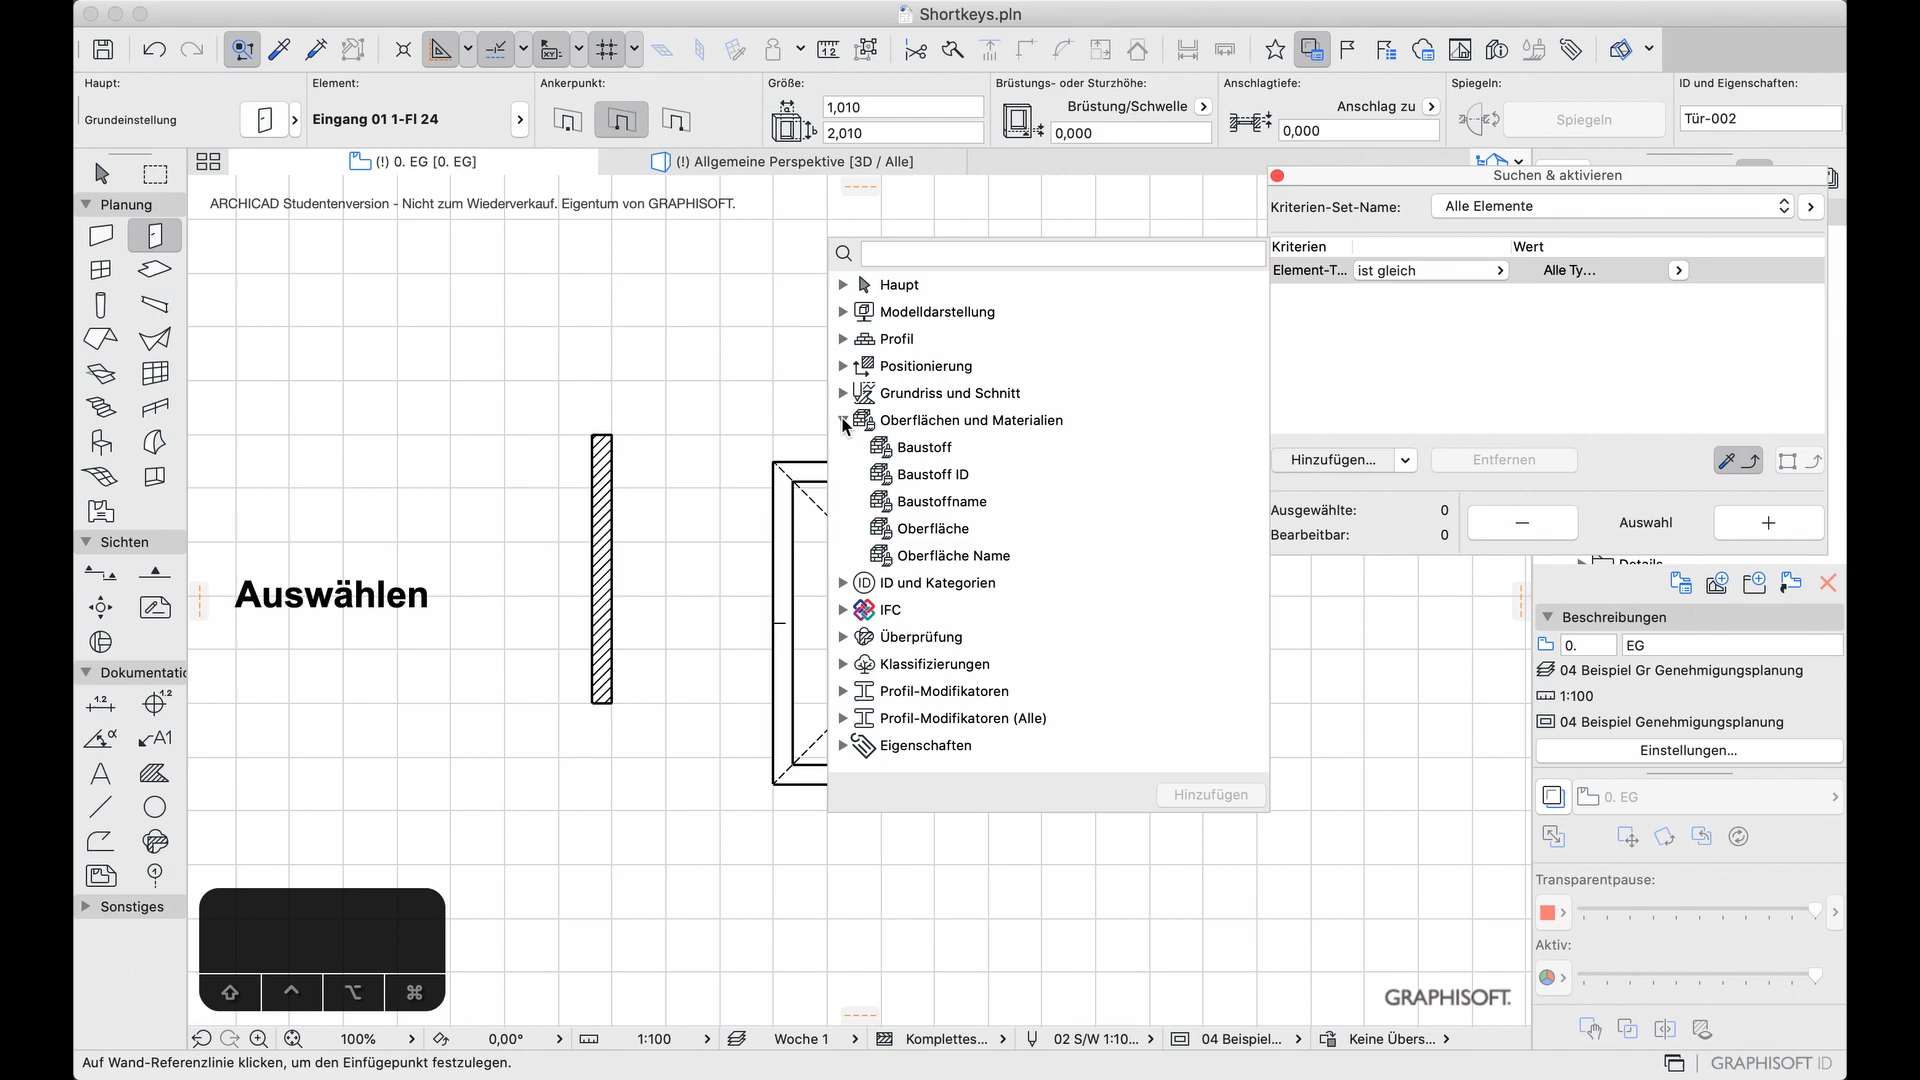 Shortkeys.pln
Haupt:
Element:
Ankerpunkt:
Größe:
Brüstungs- oder Sturzhöhe:
Anschlagtiefe:
Spiegeln:
ID und Eigenschaften:
Grundeinstellung
Eingang 01 1-Fl 24
1,010
2,010
Brüstung/Schwelle
0,000
Anschlag zu
0,000
Spiegeln
Tür-002
(!) 0. EG [0. EG]
(!) Allgemeine Perspektive [3D / Alle]
Planung
ARCHICAD Studentenversion - Nicht zum Wiederverkauf. Eigentum von GRAPHISOFT.
Suchen & aktivieren
Kriterien-Set-Name:
Alle Elemente
Kriterien
Wert
Element-T...
ist gleich
Alle Ty...
Hinzufügen...
Entfernen
Ausgewählte:
0
Bearbeitbar:
0
Auswahl
Haupt
Modelldarstellung
Profil
Positionierung
Grundriss und Schnitt
Oberflächen und Materialien
Baustoff
Baustoff ID
Baustoffname
Oberfläche
Oberfläche Name
ID und Kategorien
IFC
Überprüfung
Klassifizierungen
Profil-Modifikatoren
Profil-Modifikatoren (Alle)
Eigenschaften
Hinzufügen
Auswählen
Sichten
Dokumentatio
1.2
1.2
A1
Sonstiges
Details
Beschreibungen
0.
EG
04 Beispiel Gr Genehmigungsplanung
1:100
04 Beispiel Genehmigungsplanung
Einstellungen...
0. EG
Transparentpause:
Aktiv:
GRAPHISOFT.
100%
0,00°
1:100
Woche 1
Komplettes...
02 S/W 1:10...
04 Beispiel...
Keine Übers...
Auf Wand-Referenzlinie klicken, um den Einfügepunkt festzulegen.
GRAPHISOFT ID